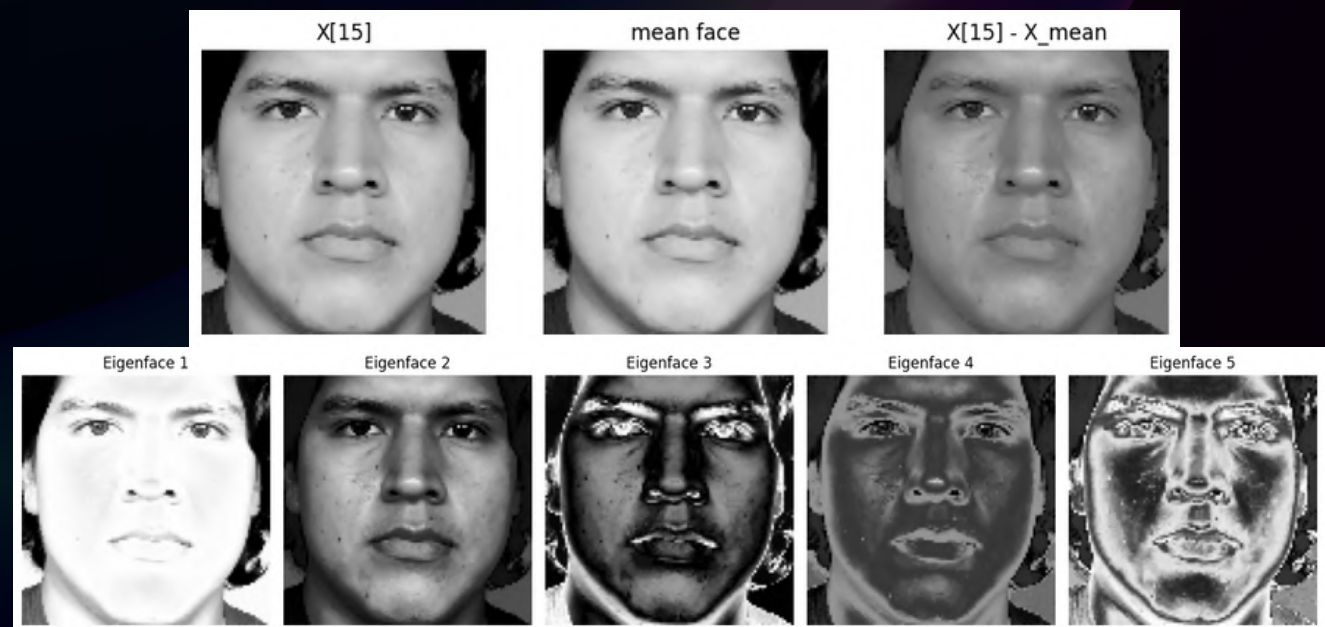 X[15]
mean face
X[15] - X_mean
Eigenface 1
Eigenface 2
Eigenface 3
Eigenface 4
Eigenface 5